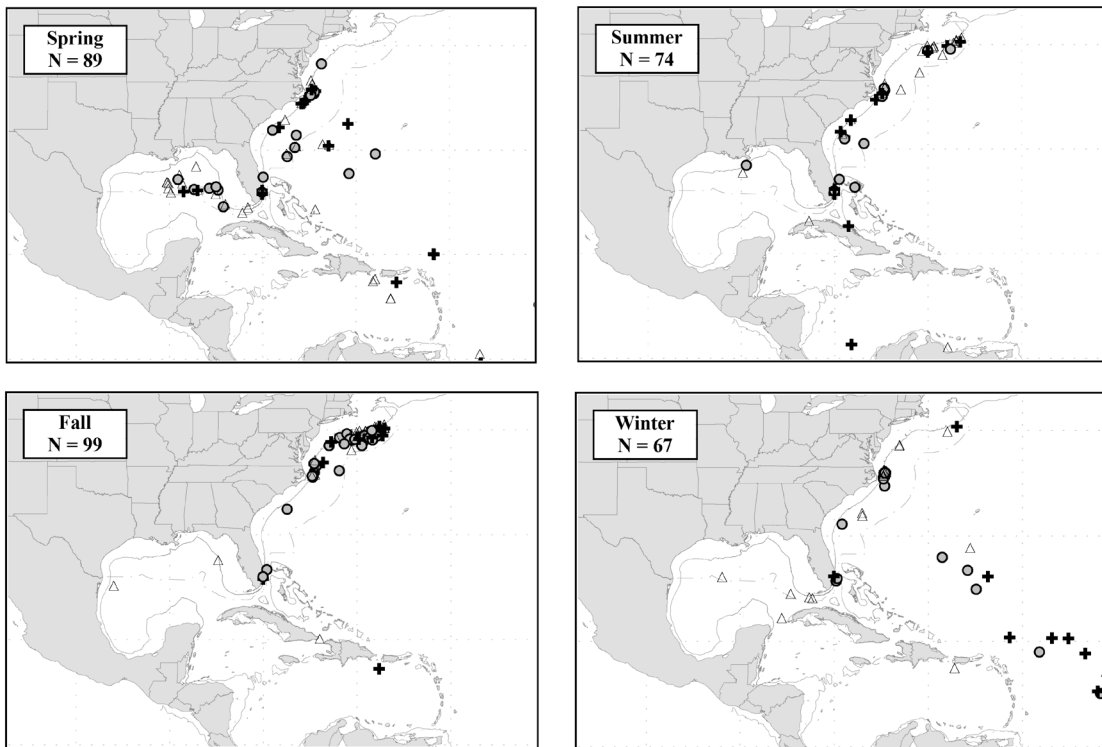 Spring
N = 89
Summer
N = 74
Fall
N = 99
Winter
N = 67